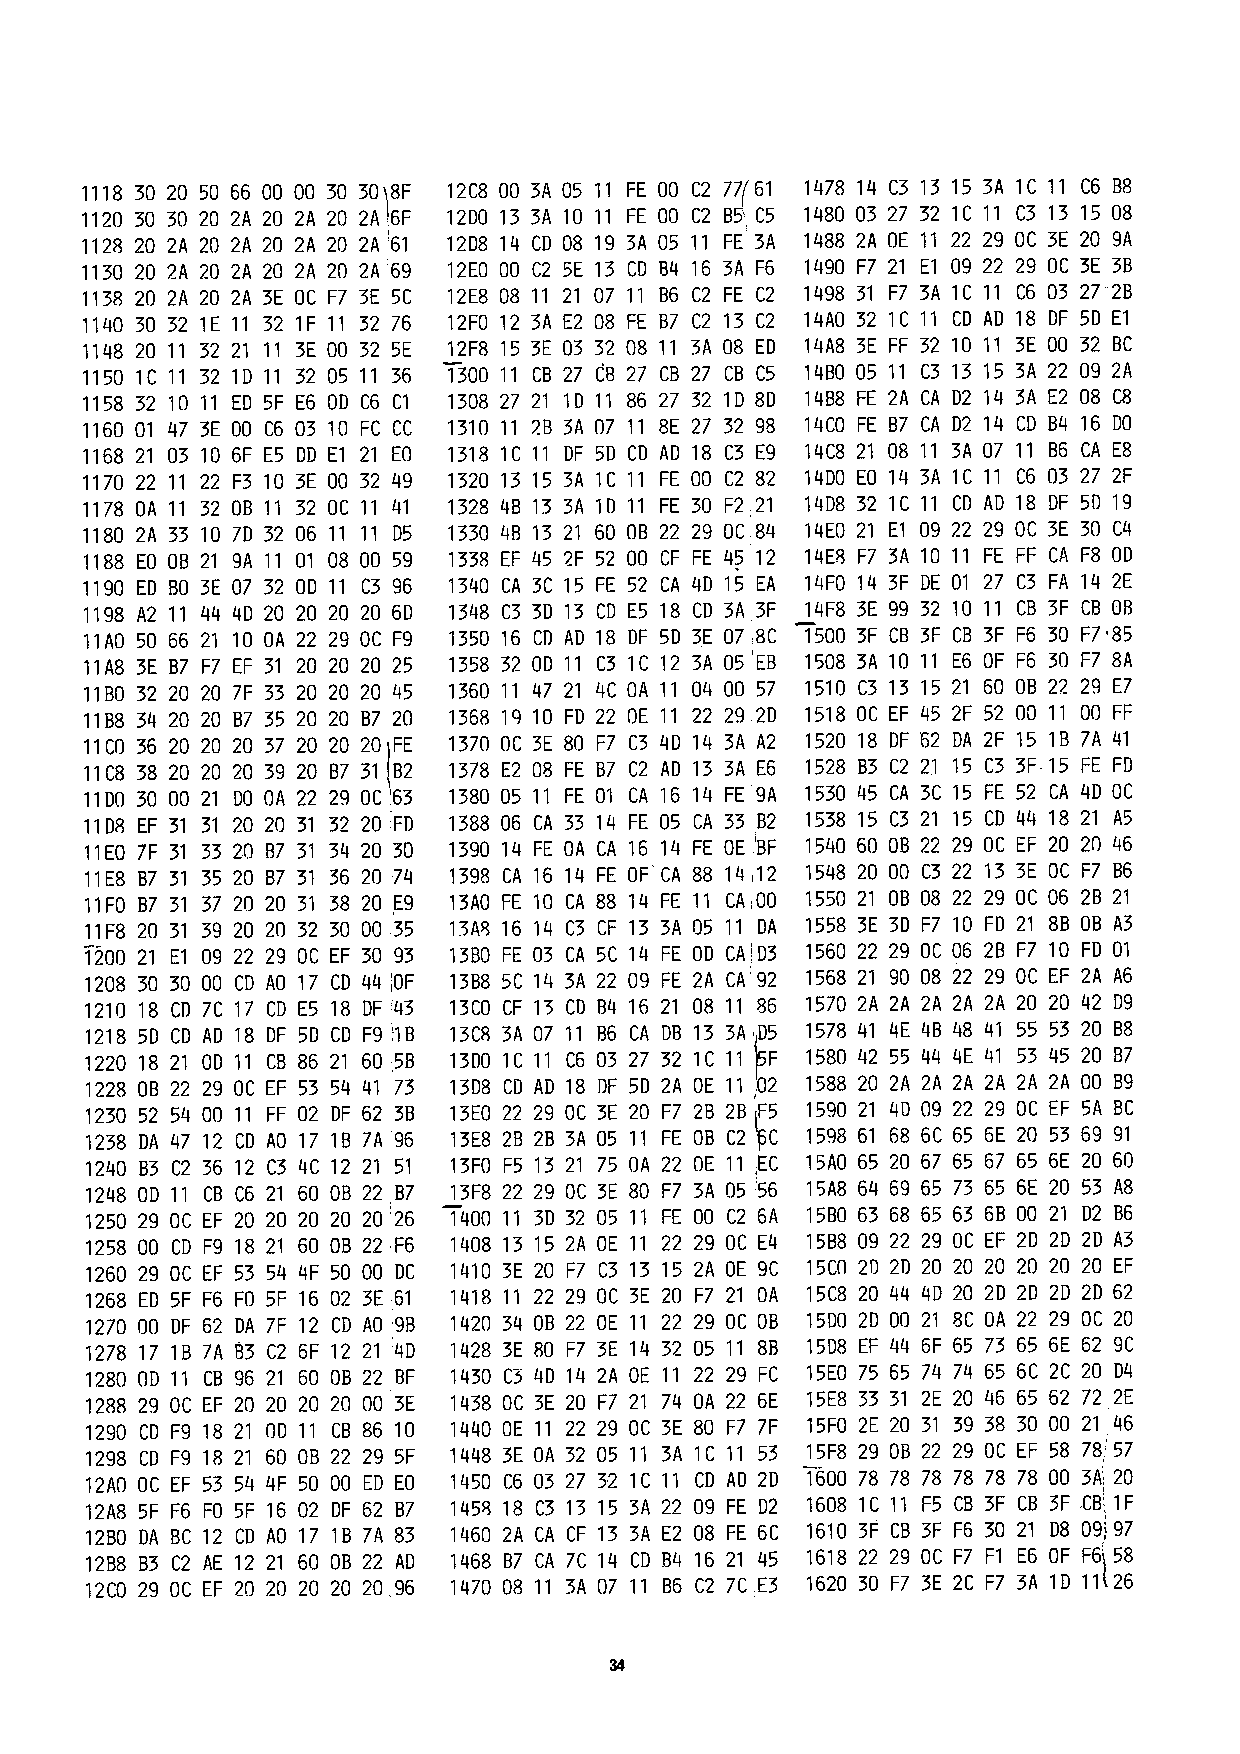 1118 30 20 50 66 00 00 30 30 8F
1120 30 30 20 2A 20 2A 20 2A 6F
1128 20 2A 20 2A 20 2A 20 2A 61
1130 20 2A 20 2A 20 2A 20 2A 69
1138 20 2A 20 2A 3E 0C F7 3E 5C
1140 30 32 1E 11 32 1F 11 32 76
1148 20 11 32 21 11 3E 00 32 5E
1150 1C 11 32 1D 11 32 05 11 36
1158 32 10 11 ED 5F E6 0D C6 C1
1160 01 47 3E 00 C6 03 10 FC CC
1168 21 03 10 6F E5 DD E1 21 E0
1170 22 11 22 F3 10 3E 00 32 49
1178 0A 11 32 0B 11 32 0C 11 41
1180 2A 33 10 7D 32 06 11 11 D5
1188 E0 0B 21 9A 11 01 08 00 59
1190 ED B0 3E 07 32 0D 11 C3 96
1198 A2 11 44 4D 20 20 20 20 6D
11A0 50 66 21 10 0A 22 29 0C F9
11A8 3E B7 F7 EF 31 20 20 20 25
11B0 32 20 20 7F 33 20 20 20 45
11B8 34 20 20 B7 35 20 20 B7 20
11C0 36 20 20 20 37 20 20 20 FE
11C8 38 20 20 20 39 20 B7 31 B2
11D0 30 00 21 D0 0A 22 29 0C 63
11D8 EF 31 31 20 20 31 32 20 FD
11E0 7F 31 33 20 B7 31 34 20 30
11E8 B7 31 35 20 B7 31 36 20 74
11F0 B7 31 37 20 20 31 38 20 E9
11F8 20 31 39 20 20 32 30 00 35
1200 21 E1 09 22 29 0C EF 30 93
1208 30 30 00 CD A0 17 CD 44 0F
1210 18 CD 7C 17 CD E5 18 DF 43
1218 5D CD AD 18 DF 5D CD F9 1B
1220 18 21 0D 11 CB 86 21 60 5B
1228 0B 22 29 0C EF 53 54 41 73
1230 52 54 00 11 FF 02 DF 62 3B
1238 DA 47 12 CD A0 17 1B 7A 96
1240 B3 C2 36 12 C3 4C 12 21 51
1248 0D 11 CB C6 21 60 0B 22 B7
1250 29 0C EF 20 20 20 20 20 26
1258 00 CD F9 18 21 60 0B 22 F6
1260 29 0C EF 53 54 4F 50 00 DC
1268 ED 5F F6 F0 5F 16 02 3E 61
1270 00 DF 62 DA 7F 12 CD A0 9B
1278 17 1B 7A B3 C2 6F 12 21 4D
1280 0D 11 CB 96 21 60 0B 22 BF
1288 29 0C EF 20 20 20 20 00 3E
1290 CD F9 18 21 0D 11 CB 86 10
1298 CD F9 18 21 60 0B 22 29 5F
12A0 0C EF 53 54 4F 50 00 ED E0
12A8 5F F6 F0 5F 16 02 DF 62 B7
12B0 DA BC 12 CD A0 17 1B 7A 83
12B8 B3 C2 AE 12 21 60 0B 22 AD
12C0 29 0C EF 20 20 20 20 20 96
12C8 00 3A 05 11 FE 00 C2 77 61
12D0 13 3A 10 11 FE 00 C2 B5 C5
12D8 14 CD 08 19 3A 05 11 FE 3A
12E0 00 C2 5E 13 CD B4 16 3A F6
12E8 08 11 21 07 11 B6 C2 FE C2
12F0 12 3A E2 08 FE B7 C2 13 C2
12F8 15 3E 03 32 08 11 3A 08 ED
1300 11 CB 27 CB 27 CB 27 CB C5
1308 27 21 1D 11 86 27 32 1D 8D
1310 11 2B 3A 07 11 8E 27 32 98
1318 1C 11 DF 5D CD AD 18 C3 E9
1320 13 15 3A 1C 11 FE 00 C2 82
1328 4B 13 3A 1D 11 FE 30 F2 21
1330 4B 13 21 60 0B 22 29 0C 84
1338 EF 45 2F 52 00 CF FE 45 12
1340 CA 3C 15 FE 52 CA 4D 15 EA
1348 C3 3D 13 CD E5 18 CD 3A 3F
1350 16 CD AD 18 DF 5D 3E 07 8C
1358 32 0D 11 C3 1C 12 3A 05 EB
1360 11 47 21 4C 0A 11 04 00 57
1368 19 10 FD 22 0E 11 22 29 2D
1370 0C 3E 80 F7 C3 4D 14 3A A2
1378 E2 08 FE B7 C2 AD 13 3A E6
1380 05 11 FE 01 CA 16 14 FE 9A
1388 06 CA 33 14 FE 05 CA 33 B2
1390 14 FE 0A CA 16 14 FE 0E BF
1398 CA 16 14 FE 0F CA 88 14 12
13A0 FE 10 CA 88 14 FE 11 CA 00
13A8 16 14 C3 CF 13 3A 05 11 DA
13B0 FE 03 CA 5C 14 FE 0D CA D3
13B8 5C 14 3A 22 09 FE 2A CA 92
13C0 CF 13 CD B4 16 21 08 11 86
13C8 3A 07 11 B6 CA DB 13 3A D5
13D0 1C 11 C6 03 27 32 1C 11 5F
13D8 CD AD 18 DF 5D 2A 0E 11 02
13E0 22 29 0C 3E 20 F7 2B 2B F5
13E8 2B 2B 3A 05 11 FE 0B C2 6C
13F0 F5 13 21 75 0A 22 0E 11 EC
13F8 22 29 0C 3E 80 F7 3A 05 56
1400 11 3D 32 05 11 FE 00 C2 6A
1408 13 15 2A 0E 11 22 29 0C E4
1410 3E 20 F7 C3 13 15 2A 0E 9C
1418 11 22 29 0C 3E 20 F7 21 0A
1420 34 0B 22 0E 11 22 29 0C 0B
1428 3E 80 F7 3E 14 32 05 11 8B
1430 C3 4D 14 2A 0E 11 22 29 FC
1438 0C 3E 20 F7 21 74 0A 22 6E
1440 0E 11 22 29 0C 3E 80 F7 7F
1448 3E 0A 32 05 11 3A 1C 11 53
1450 C6 03 27 32 1C 11 CD AD 2D
1458 18 C3 13 15 3A 22 09 FE D2
1460 2A CA CF 13 3A E2 08 FE 6C
1468 B7 CA 7C 14 CD B4 16 21 45
1470 08 11 3A 07 11 B6 C2 7C E3
1478 14 C3 13 15 3A 1C 11 C6 B8
1480 03 27 32 1C 11 C3 13 15 08
1488 2A 0E 11 22 29 0C 3E 20 9A
1490 F7 21 E1 09 22 29 0C 3E 3B
1498 31 F7 3A 1C 11 C6 03 27 2B
14A0 32 1C 11 CD AD 18 DF 5D E1
14A8 3E FF 32 10 11 3E 00 32 BC
14B0 05 11 C3 13 15 3A 22 09 2A
14B8 FE 2A CA D2 14 3A E2 08 C8
14C0 FE B7 CA D2 14 CD B4 16 D0
14C8 21 08 11 3A 07 11 B6 CA E8
14D0 E0 14 3A 1C 11 C6 03 27 2F
14D8 32 1C 11 CD AD 18 DF 5D 19
14E0 21 E1 09 22 29 0C 3E 30 C4
14E8 F7 3A 10 11 FE FF CA F8 0D
14F0 14 3F DE 01 27 C3 FA 14 2E
14F8 3E 99 32 10 11 CB 3F CB 0B
1500 3F CB 3F CB 3F F6 30 F7 85
1508 3A 10 11 E6 0F F6 30 F7 8A
1510 C3 13 15 21 60 0B 22 29 E7
1518 0C EF 45 2F 52 00 11 00 FF
1520 18 DF 62 DA 2F 15 1B 7A 41
1528 B3 C2 21 15 C3 3F 15 FE FD
1530 45 CA 3C 15 FE 52 CA 4D 0C
1538 15 C3 21 15 CD 44 18 21 A5
1540 60 0B 22 29 0C EF 20 20 46
1548 20 00 C3 22 13 3E 0C F7 B6
1550 21 0B 08 22 29 0C 06 2B 21
1558 3E 3D F7 10 FD 21 8B 0B A3
1560 22 29 0C 06 2B F7 10 FD 01
1568 21 90 08 22 29 0C EF 2A A6
1570 2A 2A 2A 2A 2A 20 20 42 D9
1578 41 4E 4B 48 41 55 53 20 B8
1580 42 55 44 4E 41 53 45 20 B7
1588 20 2A 2A 2A 2A 2A 2A 00 B9
1590 21 4D 09 22 29 0C EF 5A BC
1598 61 68 6C 65 6E 20 53 69 91
15A0 65 20 67 65 67 65 6E 20 60
15A8 64 69 65 73 65 6E 20 53 A8
15B0 63 68 65 63 6B 00 21 D2 B6
15B8 09 22 29 0C EF 2D 2D 2D A3
15C0 2D 2D 20 20 20 20 20 20 EF
15C8 20 44 4D 20 2D 2D 2D 2D 62
15D0 2D 00 21 8C 0A 22 29 0C 20
15D8 EF 44 6F 65 73 65 6E 62 9C
15E0 75 65 74 74 65 6C 2C 20 D4
15E8 33 31 2E 20 46 65 62 72 2E
15F0 2E 20 31 39 38 30 00 21 46
15F8 29 0B 22 29 0C EF 58 78 57
1600 78 78 78 78 78 78 00 3A 20
1608 1C 11 F5 CB 3F CB 3F CB 1F
1610 3F CB 3F F6 30 21 D8 09 97
1618 22 29 0C F7 F1 E6 0F F6 58
1620 30 F7 3E 2C F7 3A 1D 11 26
34